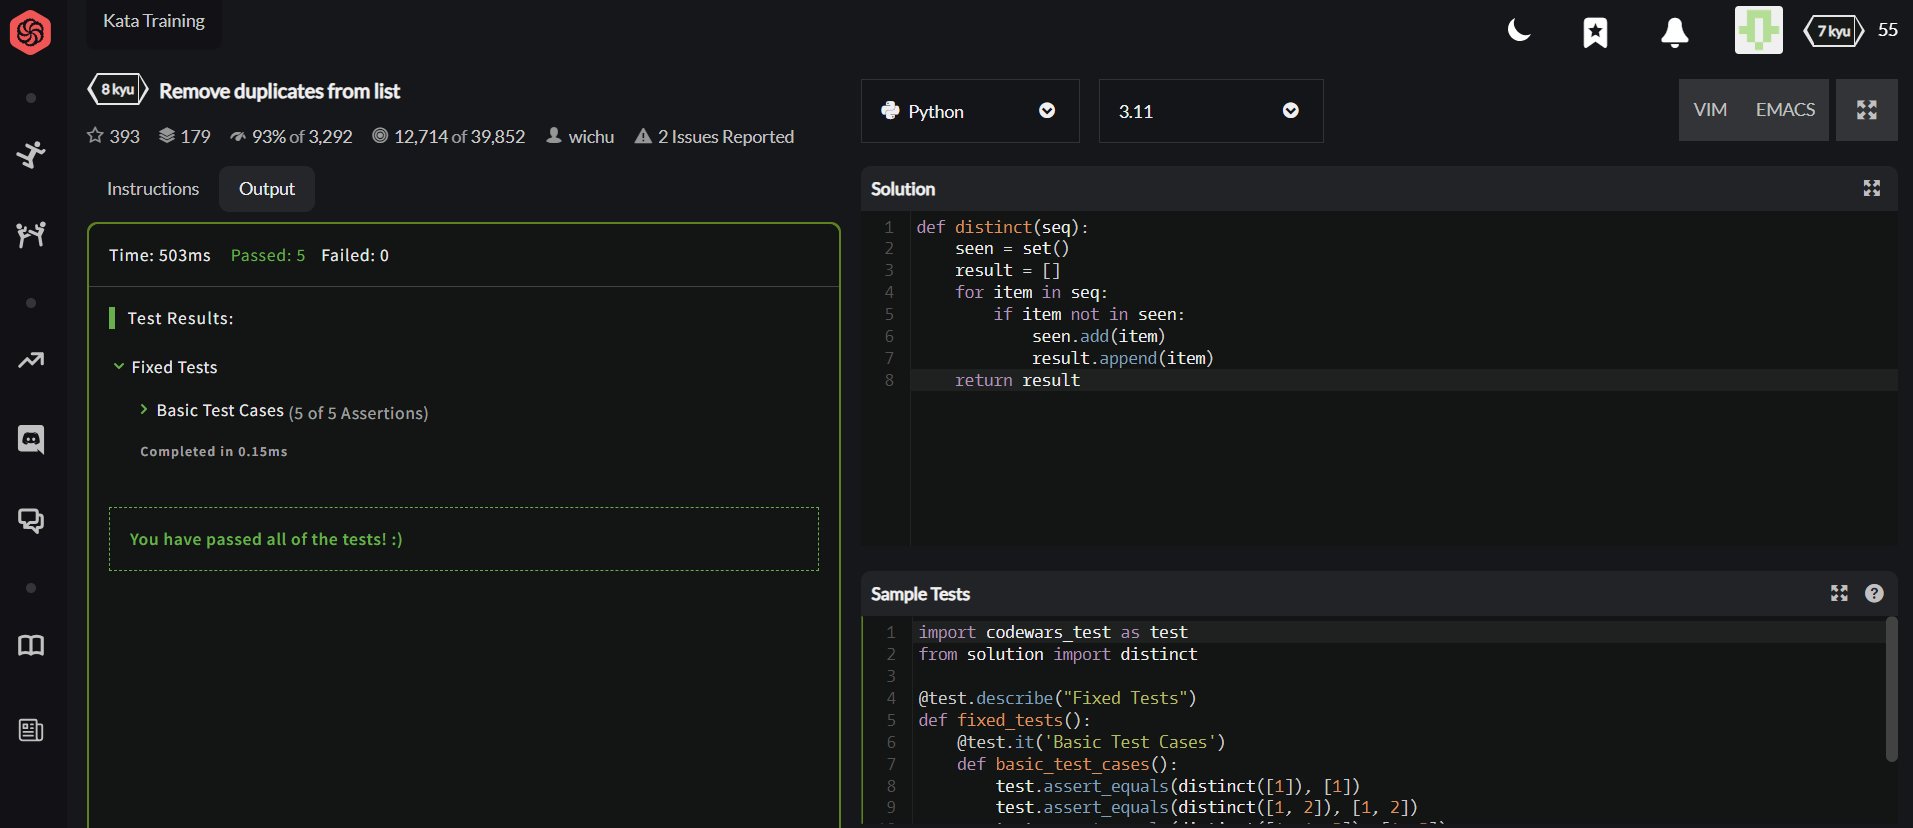 Kata Training
7 kyu 55
8 kyu Remove duplicates from list
393 179 93% of 3,292 12,714 of 39,852 wichu 2 Issues Reported
Python
3.11
VIM EMACS
Instructions Output
Time: 503ms Passed: 5 Failed: 0
Test Results:
Fixed Tests
Basic Test Cases (5 of 5 Assertions)
Completed in 0.15ms
You have passed all of the tests! :)
Solution
1 def distinct(seq):
2     seen = set()
3     result = []
4     for item in seq:
5         if item not in seen:
6             seen.add(item)
7             result.append(item)
8     return result
Sample Tests
?
1 import codewars_test as test
2 from solution import distinct
3
4 @test.describe("Fixed Tests")
5 def fixed_tests():
6     @test.it('Basic Test Cases')
7     def basic_test_cases():
8         test.assert_equals(distinct([1]), [1])
9         test.assert_equals(distinct([1, 2]), [1, 2])